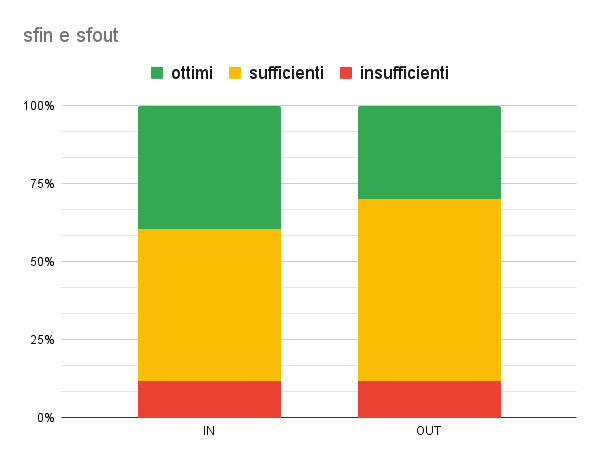 sfin e sfout
ottimi sufficienti insufficienti
100%
75%
50%
25%
0%
IN OUT